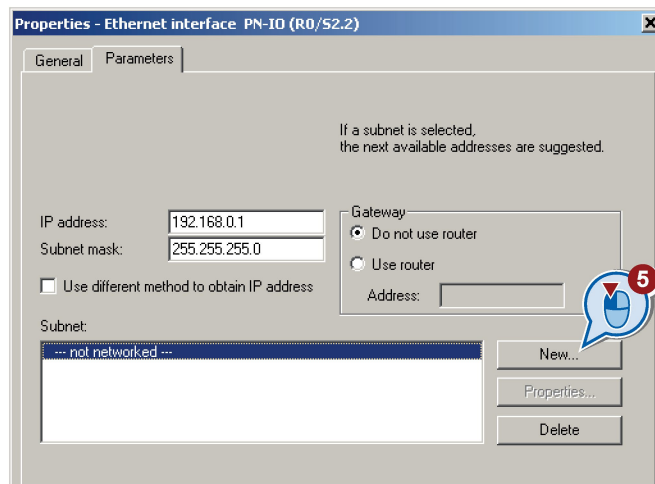 Properties - Ethernet interface PN-IO (R0/S2.2)
General
Parameters
If a subnet is selected,
the next available addresses are suggested.
IP address:
192.168.0.1
Subnet mask:
255.255.255.0
Use different method to obtain IP address
Gateway
Do not use router
Use router
Address:
5
Subnet:
--- not networked ---
New...
Properties...
Delete